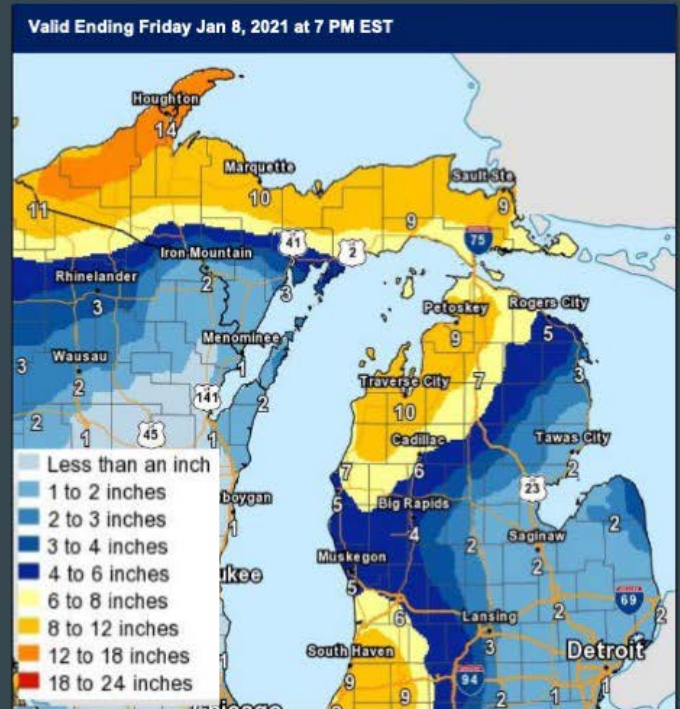 Valid Ending Friday Jan 8, 2021 at 7 PM EST
Houghton
14
Marquette
10
Sault Ste
9
9
11
75
41
2
Iron Mountain
2
Rhinelander
3
3
Petoskey
9
Rogers City
5
Menominee
1
7
3
Wausau
2
3
Traverse City
10
141
2
2
1
45
1
Cadillac
6
Tawas City
2
7
23
Less than an inch
1 to 2 inches
2 to 3 inches
3 to 4 inches
4 to 6 inches
6 to 8 inches
8 to 12 inches
12 to 18 inches
18 to 24 inches
boygan
1
ukee
1
5
Big Rapids
4
2
Saginaw
2
2
Muskegon
5
6
69
2
2
Lansing
3
South Haven
9
9
94
Detroit
1
2
1